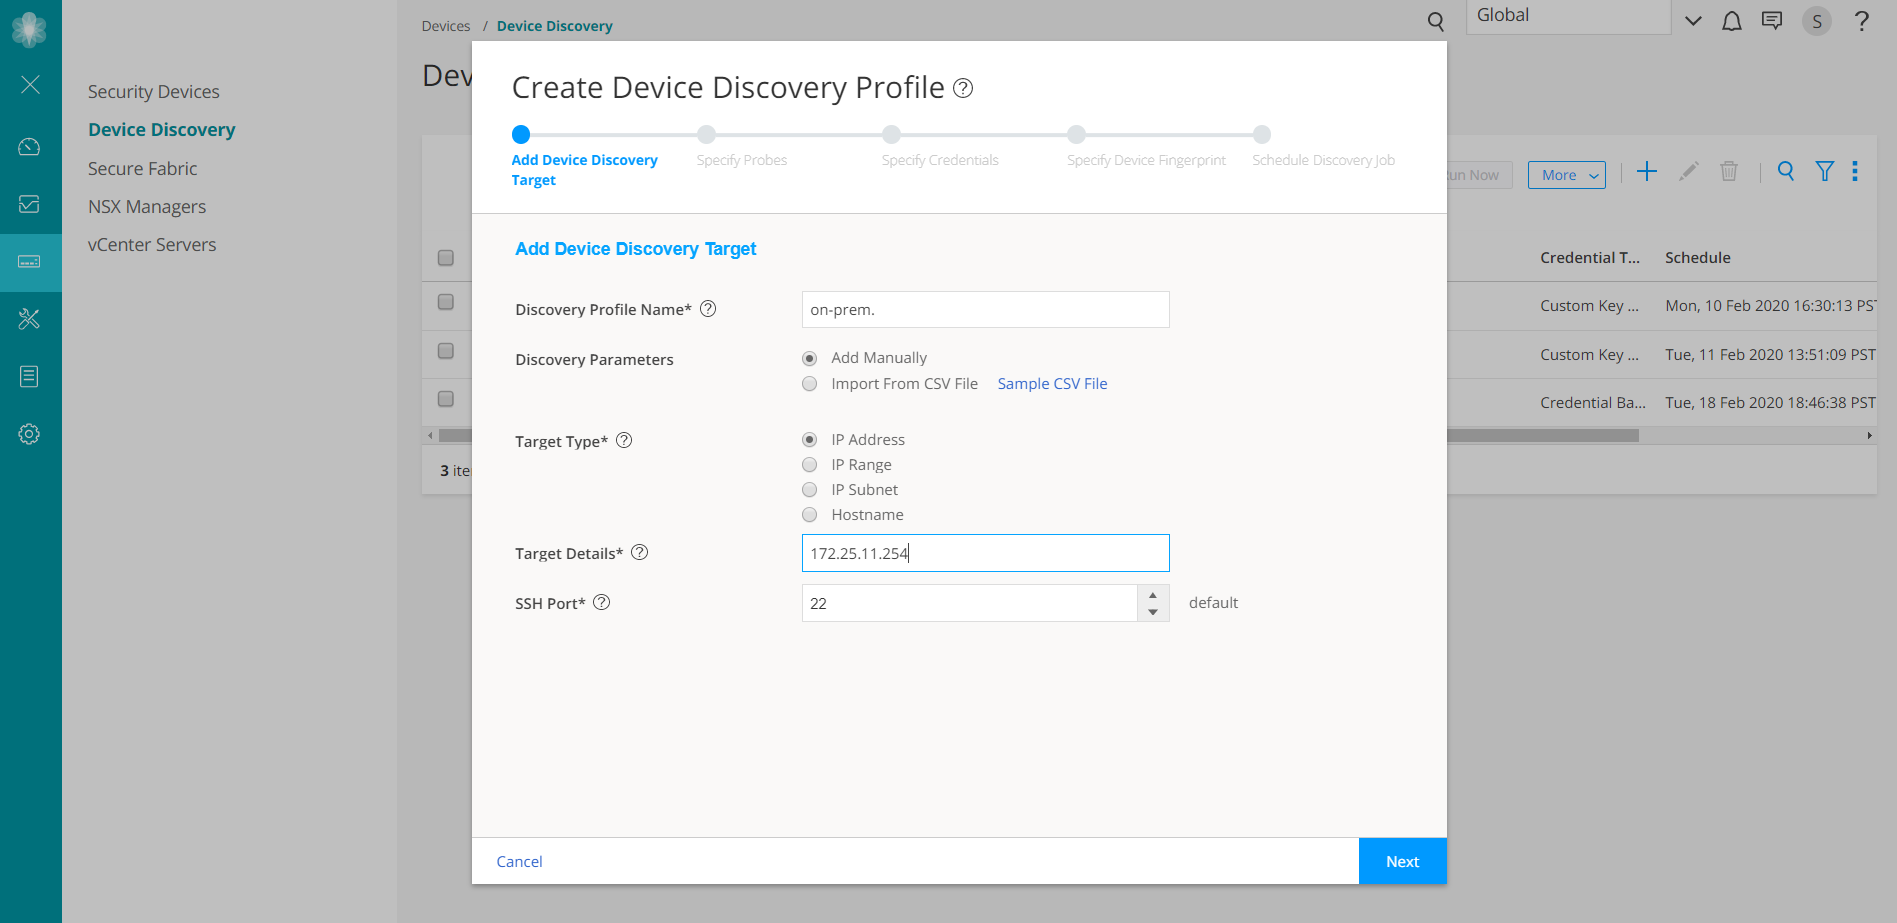 Devices / Device Discovery
Global
S
Security Devices
Device Discovery
Secure Fabric
NSX Managers
vCenter Servers
Dev
Create Device Discovery Profile
Add Device Discovery
Target
Specify Probes
Specify Credentials
Specify Device Fingerprint
Schedule Discovery Job
un Now
More
Add Device Discovery Target
Credential T... Schedule
Discovery Profile Name* on-prem.
Custom Key ... Mon, 10 Feb 2020 16:30:13 PS
Discovery Parameters
Add Manually
Import From CSV File Sample CSV File
Custom Key ... Tue, 11 Feb 2020 13:51:09 PST
Credential Ba... Tue, 18 Feb 2020 18:46:38 PST
Target Type*
IP Address
IP Range
IP Subnet
Hostname
3 ite
Target Details* 172.25.11.254
SSH Port* 22 default
Cancel
Next